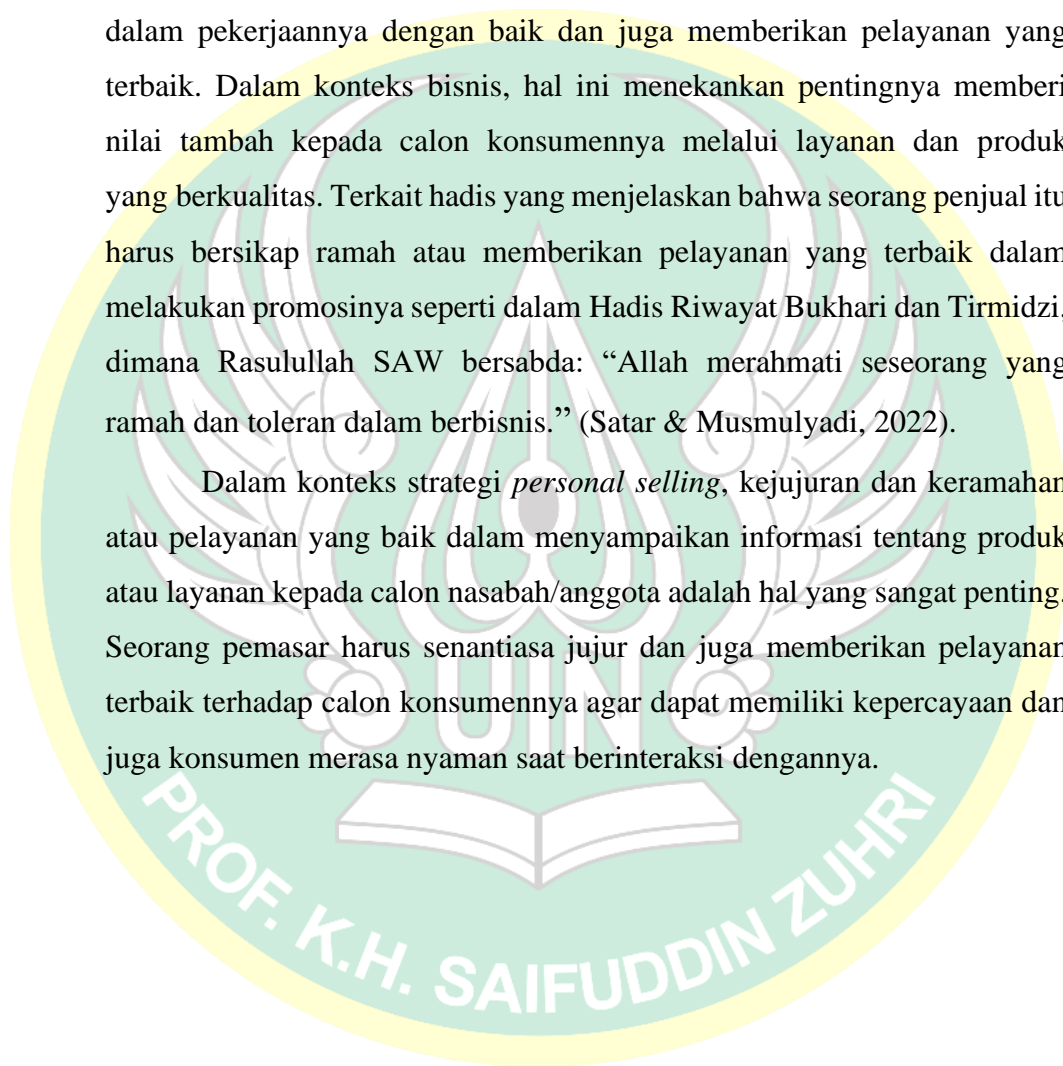 dalam pekerjaannya dengan baik dan juga memberikan pelayanan yang
terbaik. Dalam konteks bisnis, hal ini menekankan pentingnya memberi
nilai tambah kepada calon konsumennya melalui layanan dan produk
yang berkualitas. Terkait hadis yang menjelaskan bahwa seorang penjual itu
harus bersikap ramah atau memberikan pelayanan yang terbaik dalam
melakukan promosinya seperti dalam Hadis Riwayat Bukhari dan Tirmidzi,
dimana Rasulullah SAW bersabda: “Allah merahmati seseorang yang
ramah dan toleran dalam berbisnis.” (Satar & Musmulyadi, 2022).
Dalam konteks strategi personal selling, kejujuran dan keramahan
atau pelayanan yang baik dalam menyampaikan informasi tentang produk
atau layanan kepada calon nasabah/anggota adalah hal yang sangat penting.
Seorang pemasar harus senantiasa jujur dan juga memberikan pelayanan
terbaik terhadap calon konsumennya agar dapat memiliki kepercayaan dan
juga konsumen merasa nyaman saat berinteraksi dengannya.
UIN
PROF. K.H. SAIFUDDIN ZUHRI